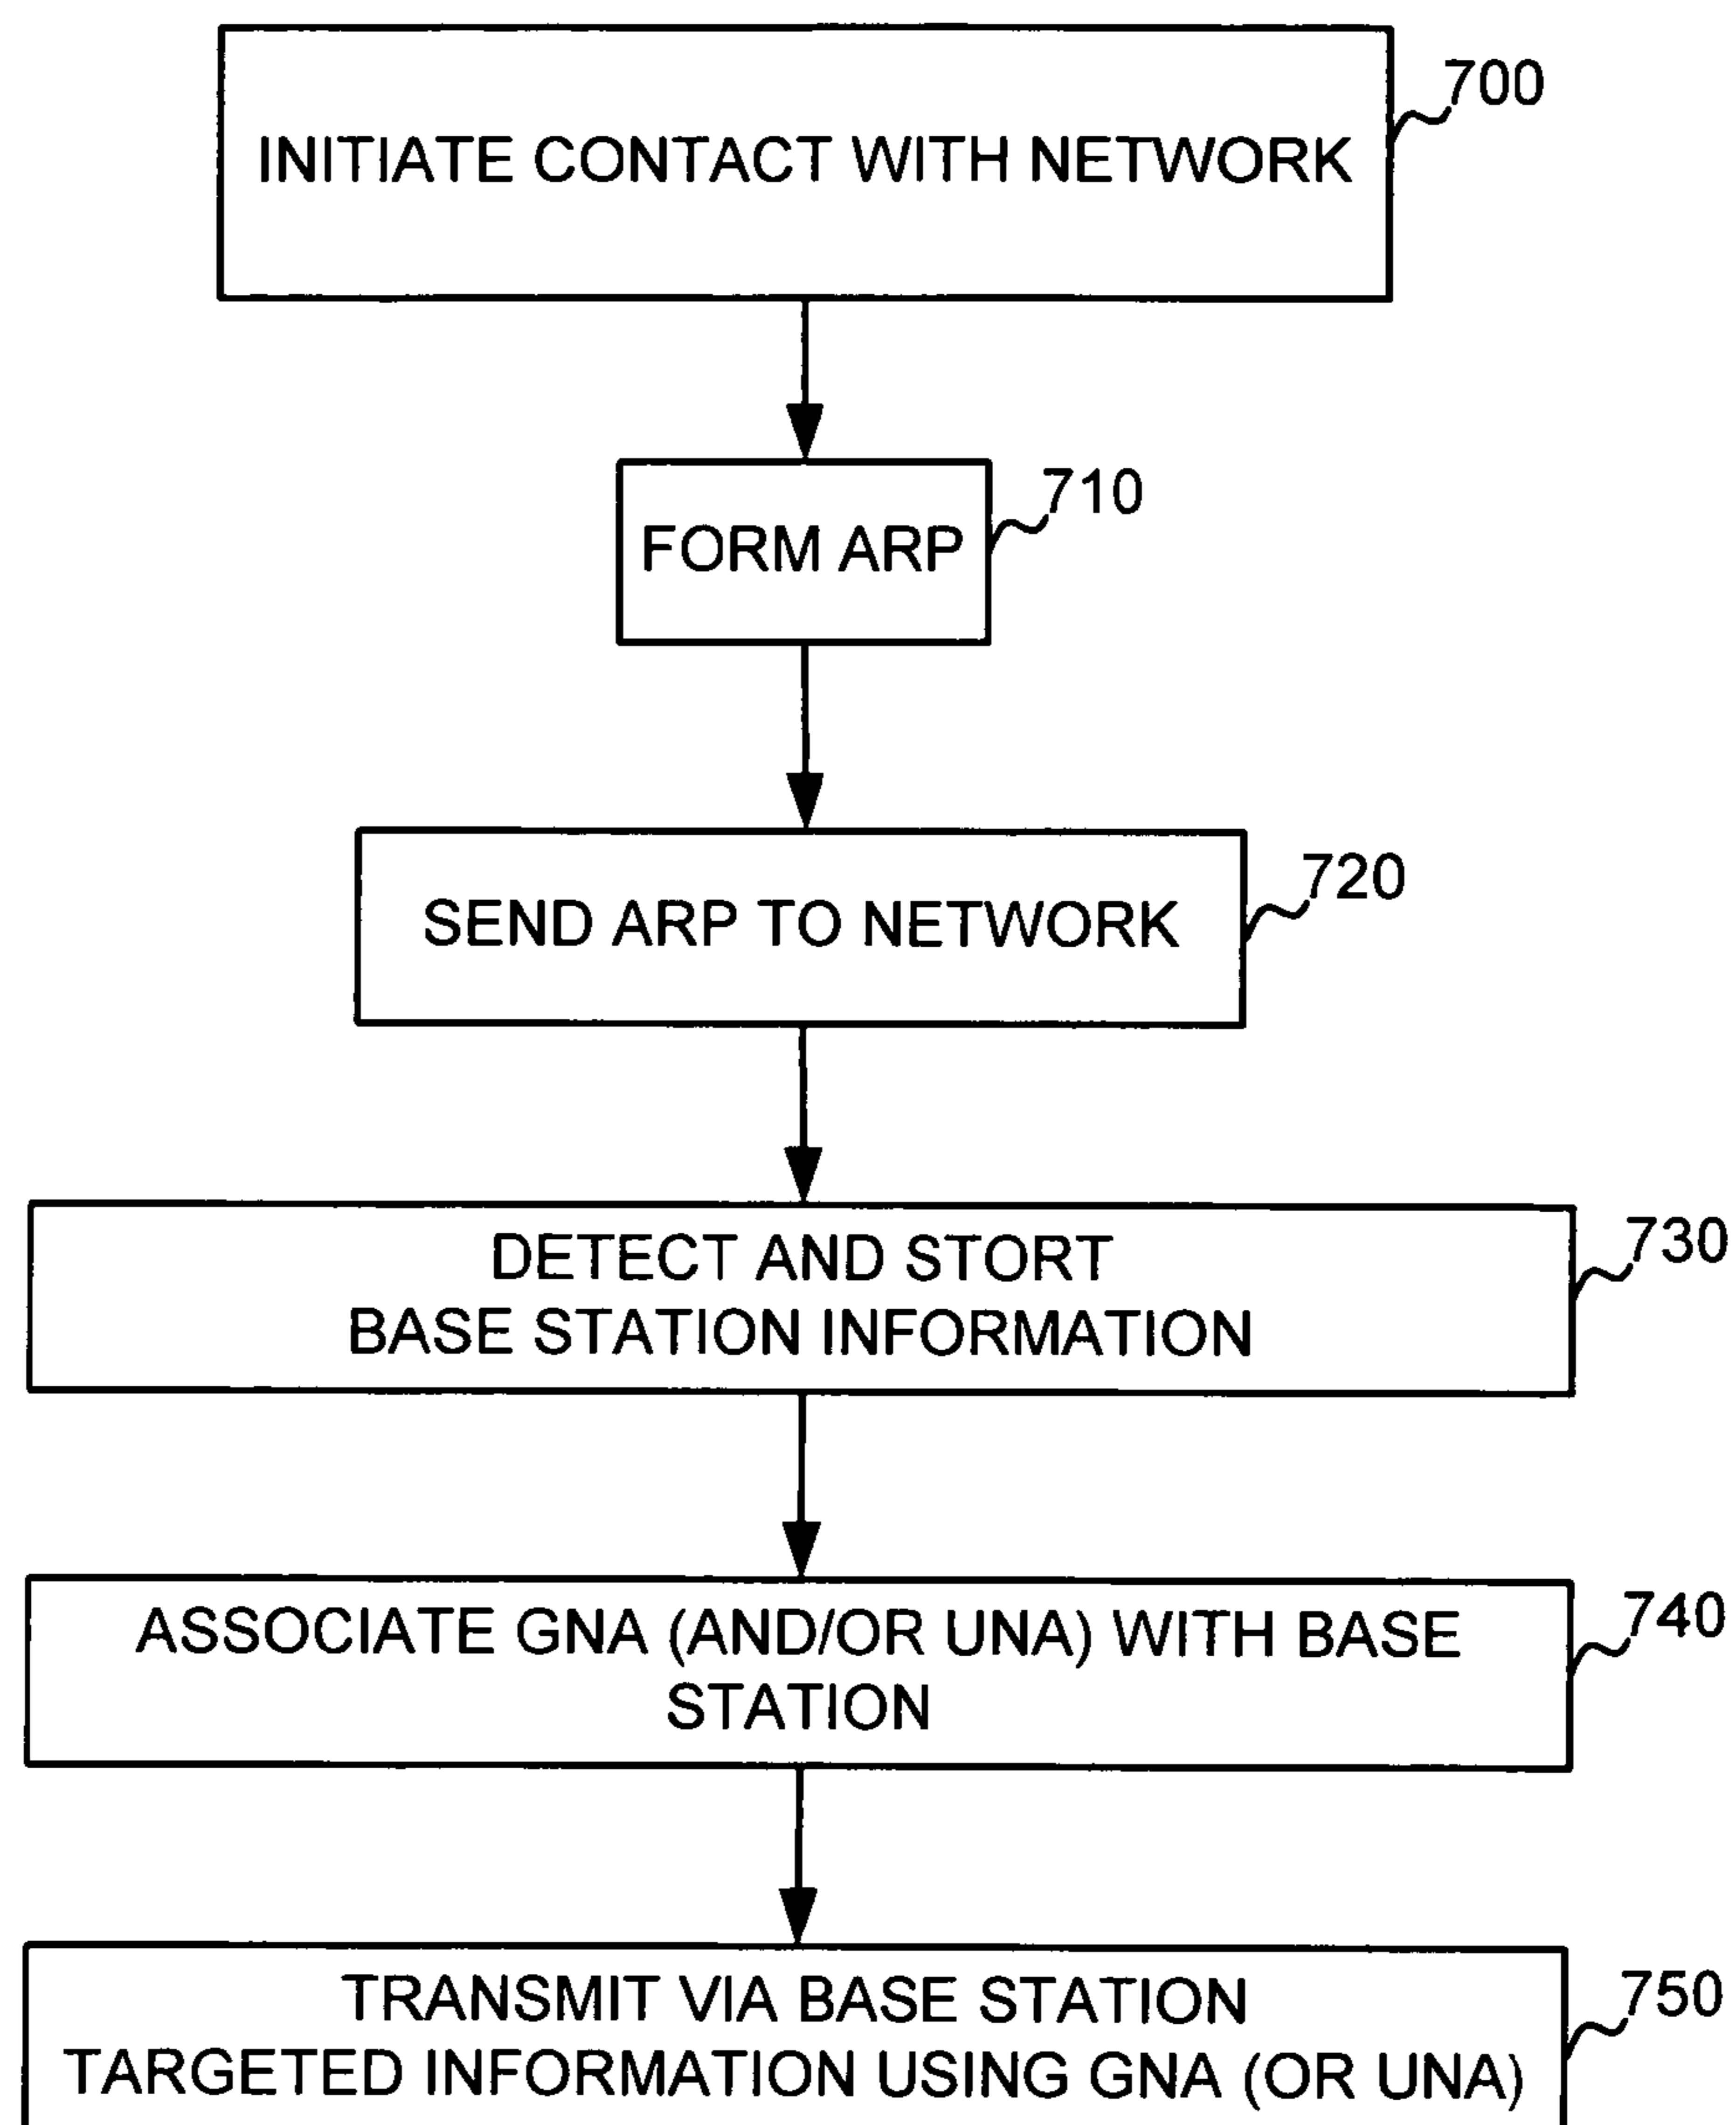 INITIATE CONTACT WITH NETWORK
700
FORM ARP
710
SEND ARP TO NETWORK
720
DETECT AND STORT
BASE STATION INFORMATION
730
ASSOCIATE GNA (AND/OR UNA) WITH BASE
STATION
740
TRANSMIT VIA BASE STATION
TARGETED INFORMATION USING GNA (OR UNA)
750